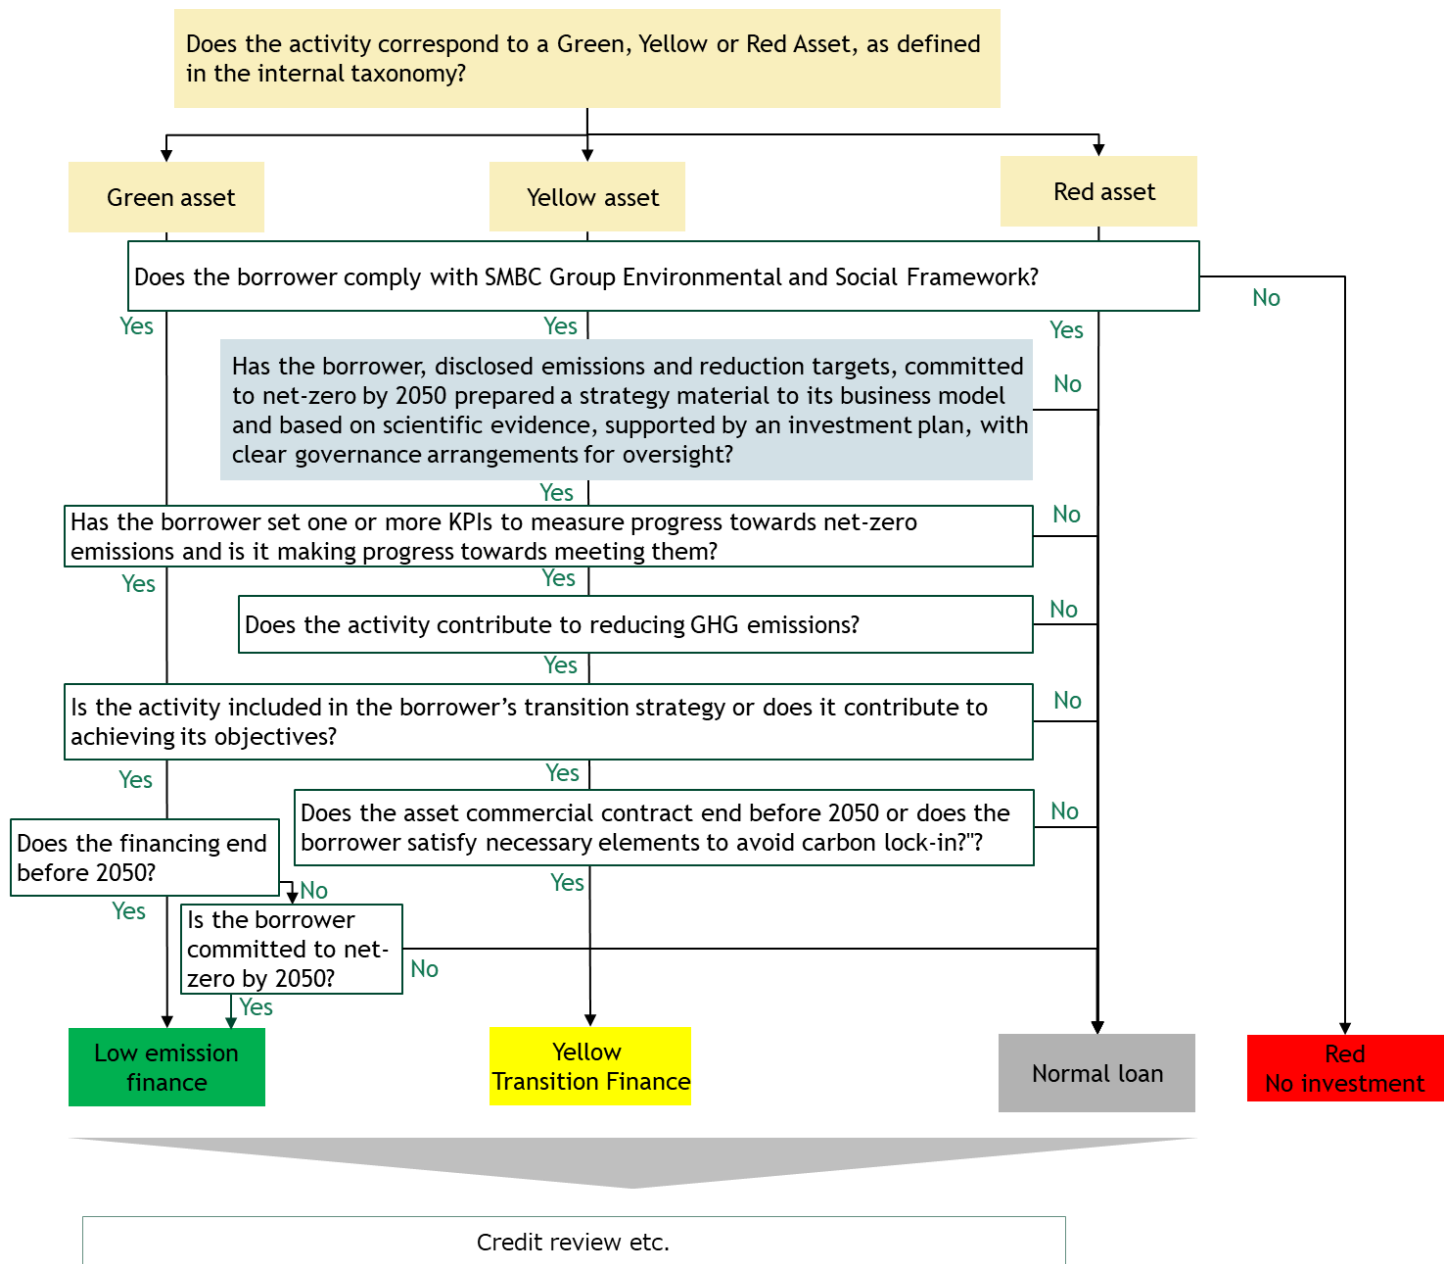 Does the activity correspond to a Green, Yellow or Red Asset, as defined
in the internal taxonomy?
Green asset
Yellow asset
Red asset
Does the borrower comply with SMBC Group Environmental and Social Framework?
No
Yes
Yes
Yes
Has the borrower, disclosed emissions and reduction targets, committed
to net-zero by 2050 prepared a strategy material to its business model
and based on scientific evidence, supported by an investment plan, with
clear governance arrangements for oversight?
No
Yes
Has the borrower set one or more KPIs to measure progress towards net-zero
emissions and is it making progress towards meeting them?
No
Yes
Yes
Does the activity contribute to reducing GHG emissions?
No
Yes
Is the activity included in the borrower’s transition strategy or does it contribute to
achieving its objectives?
No
Yes
Yes
Does the asset commercial contract end before 2050 or does the
borrower satisfy necessary elements to avoid carbon lock-in?"?
No
Yes
Does the financing end
before 2050?
No
Yes
Is the borrower
committed to net-
zero by 2050?
No
Yes
Low emission
finance
Yellow
Transition Finance
Normal loan
Red
No investment
Credit review etc.